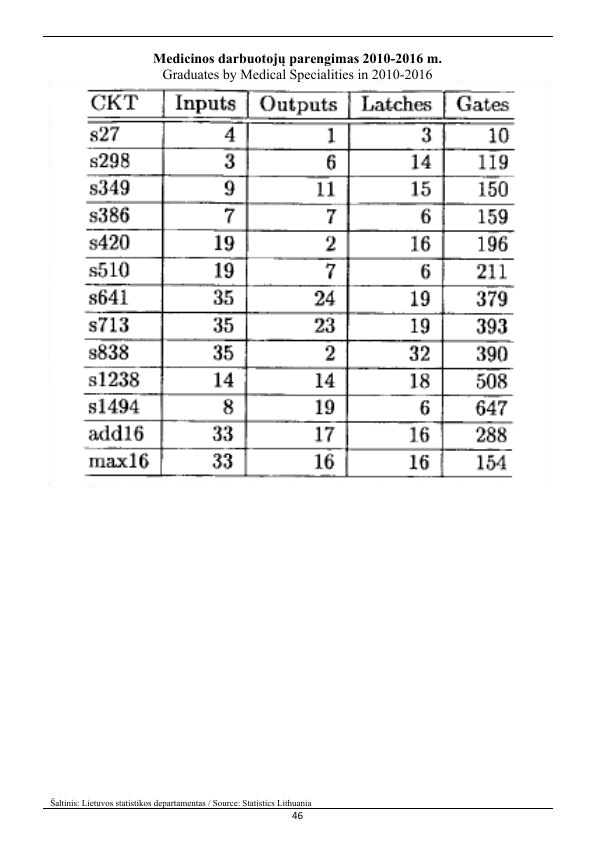 Medicinos darbuotojų parengimas 2010-2016 m.
Graduates by Medical Specialities in 2010-2016
CKT Inputs Outputs Latches Gates
s27 4 1 3 10
s298 3 6 14 119
s349 9 11 15 150
s386 7 7 6 159
s420 19 2 16 196
s510 19 7 6 211
s641 35 24 19 379
s713 35 23 19 393
s838 35 2 32 390
s1238 14 14 18 508
s1494 8 19 6 647
add16 33 17 16 288
max16 33 16 16 154
Šaltinis: Lietuvos statistikos departamentas / Source: Statistics Lithuania
46